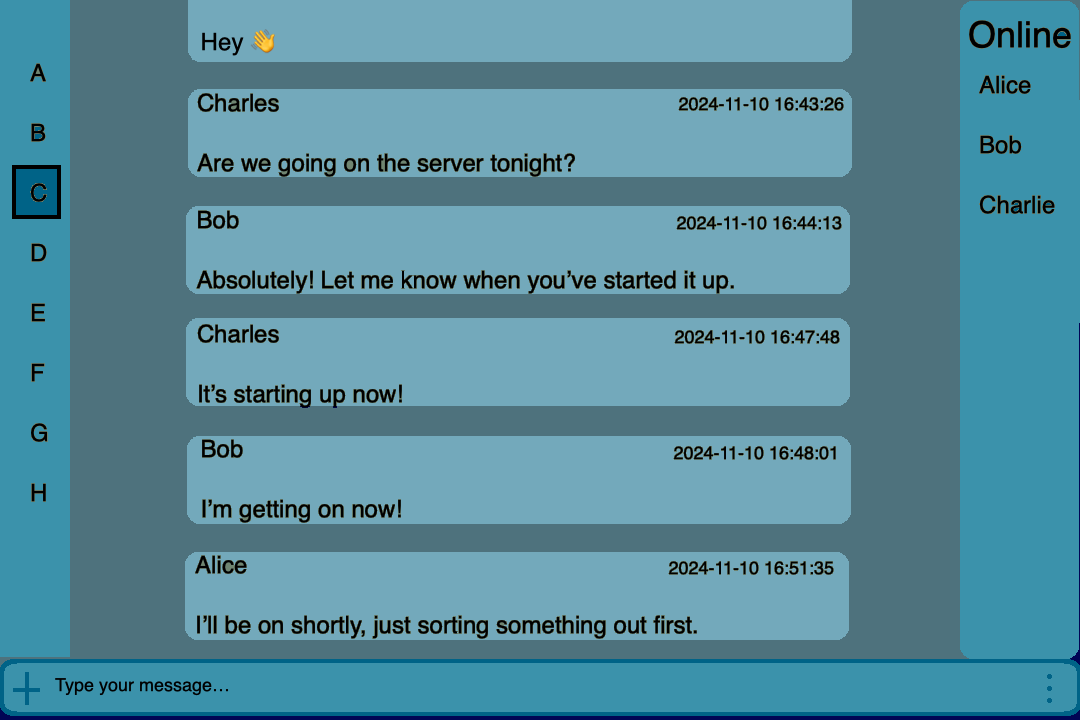 A
B
C
D
E
F
G
H
Hey 👋
Charles 2024-11-10 16:43:26
Are we going on the server tonight?
Bob 2024-11-10 16:44:13
Absolutely! Let me know when you’ve started it up.
Charles 2024-11-10 16:47:48
It’s starting up now!
Bob 2024-11-10 16:48:01
I’m getting on now!
Alice 2024-11-10 16:51:35
I’ll be on shortly, just sorting something out first.
Online
Alice
Bob
Charlie
Type your message…